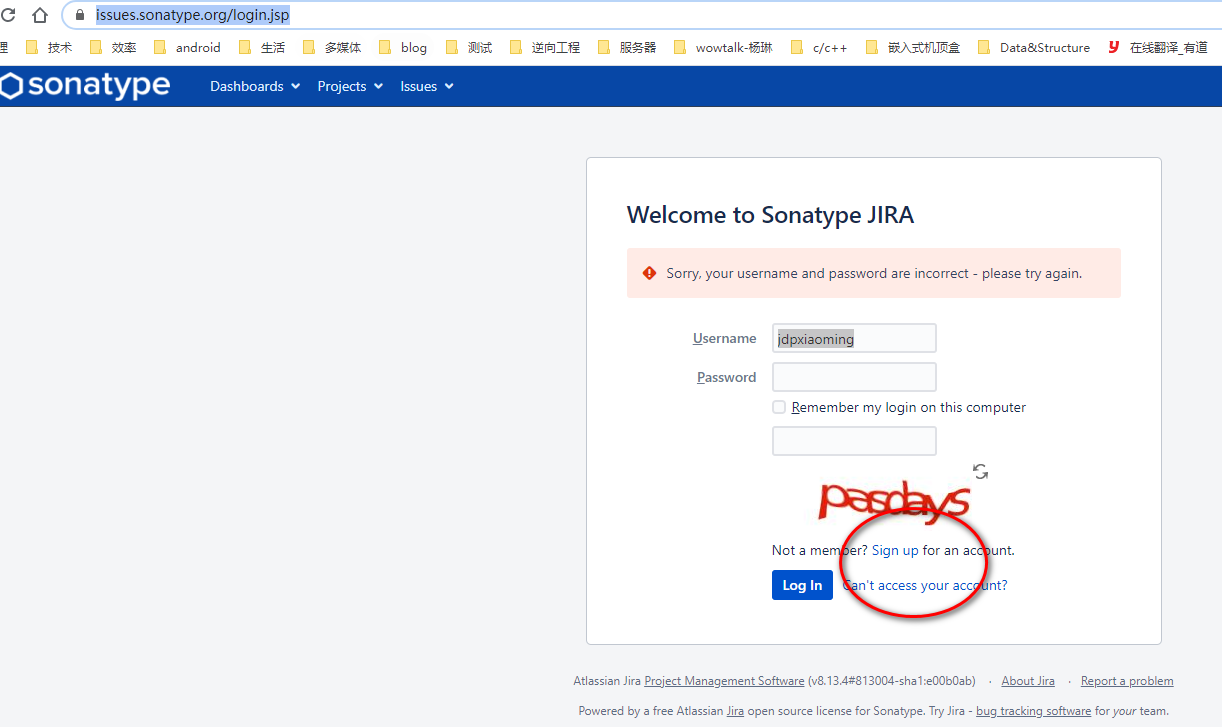 issues.sonatype.org/login.jsp
理 技术 效率 android 生活 多媒体 blog 测试 逆向工程 服务器 wowtalk-杨琳 c/c++ 嵌入式机顶盒 Data&Structure y 在线翻译_有道
sonatype Dashboards Projects Issues
Welcome to Sonatype JIRA
Sorry, your username and password are incorrect - please try again.
Username jdpxiaoming
Password
Remember my login on this computer
pasdays
Not a member? Sign up for an account.
Log In Can't access your account?
Atlassian Jira Project Management Software (v8.13.4#813004-sha1:e00b0ab) · About Jira · Report a problem
Powered by a free Atlassian Jira open source license for Sonatype. Try Jira - bug tracking software for your team.